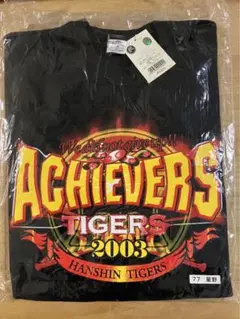 ACHIEVERS
TIGERS
2003
HANSHIN TIGERS
77 星野